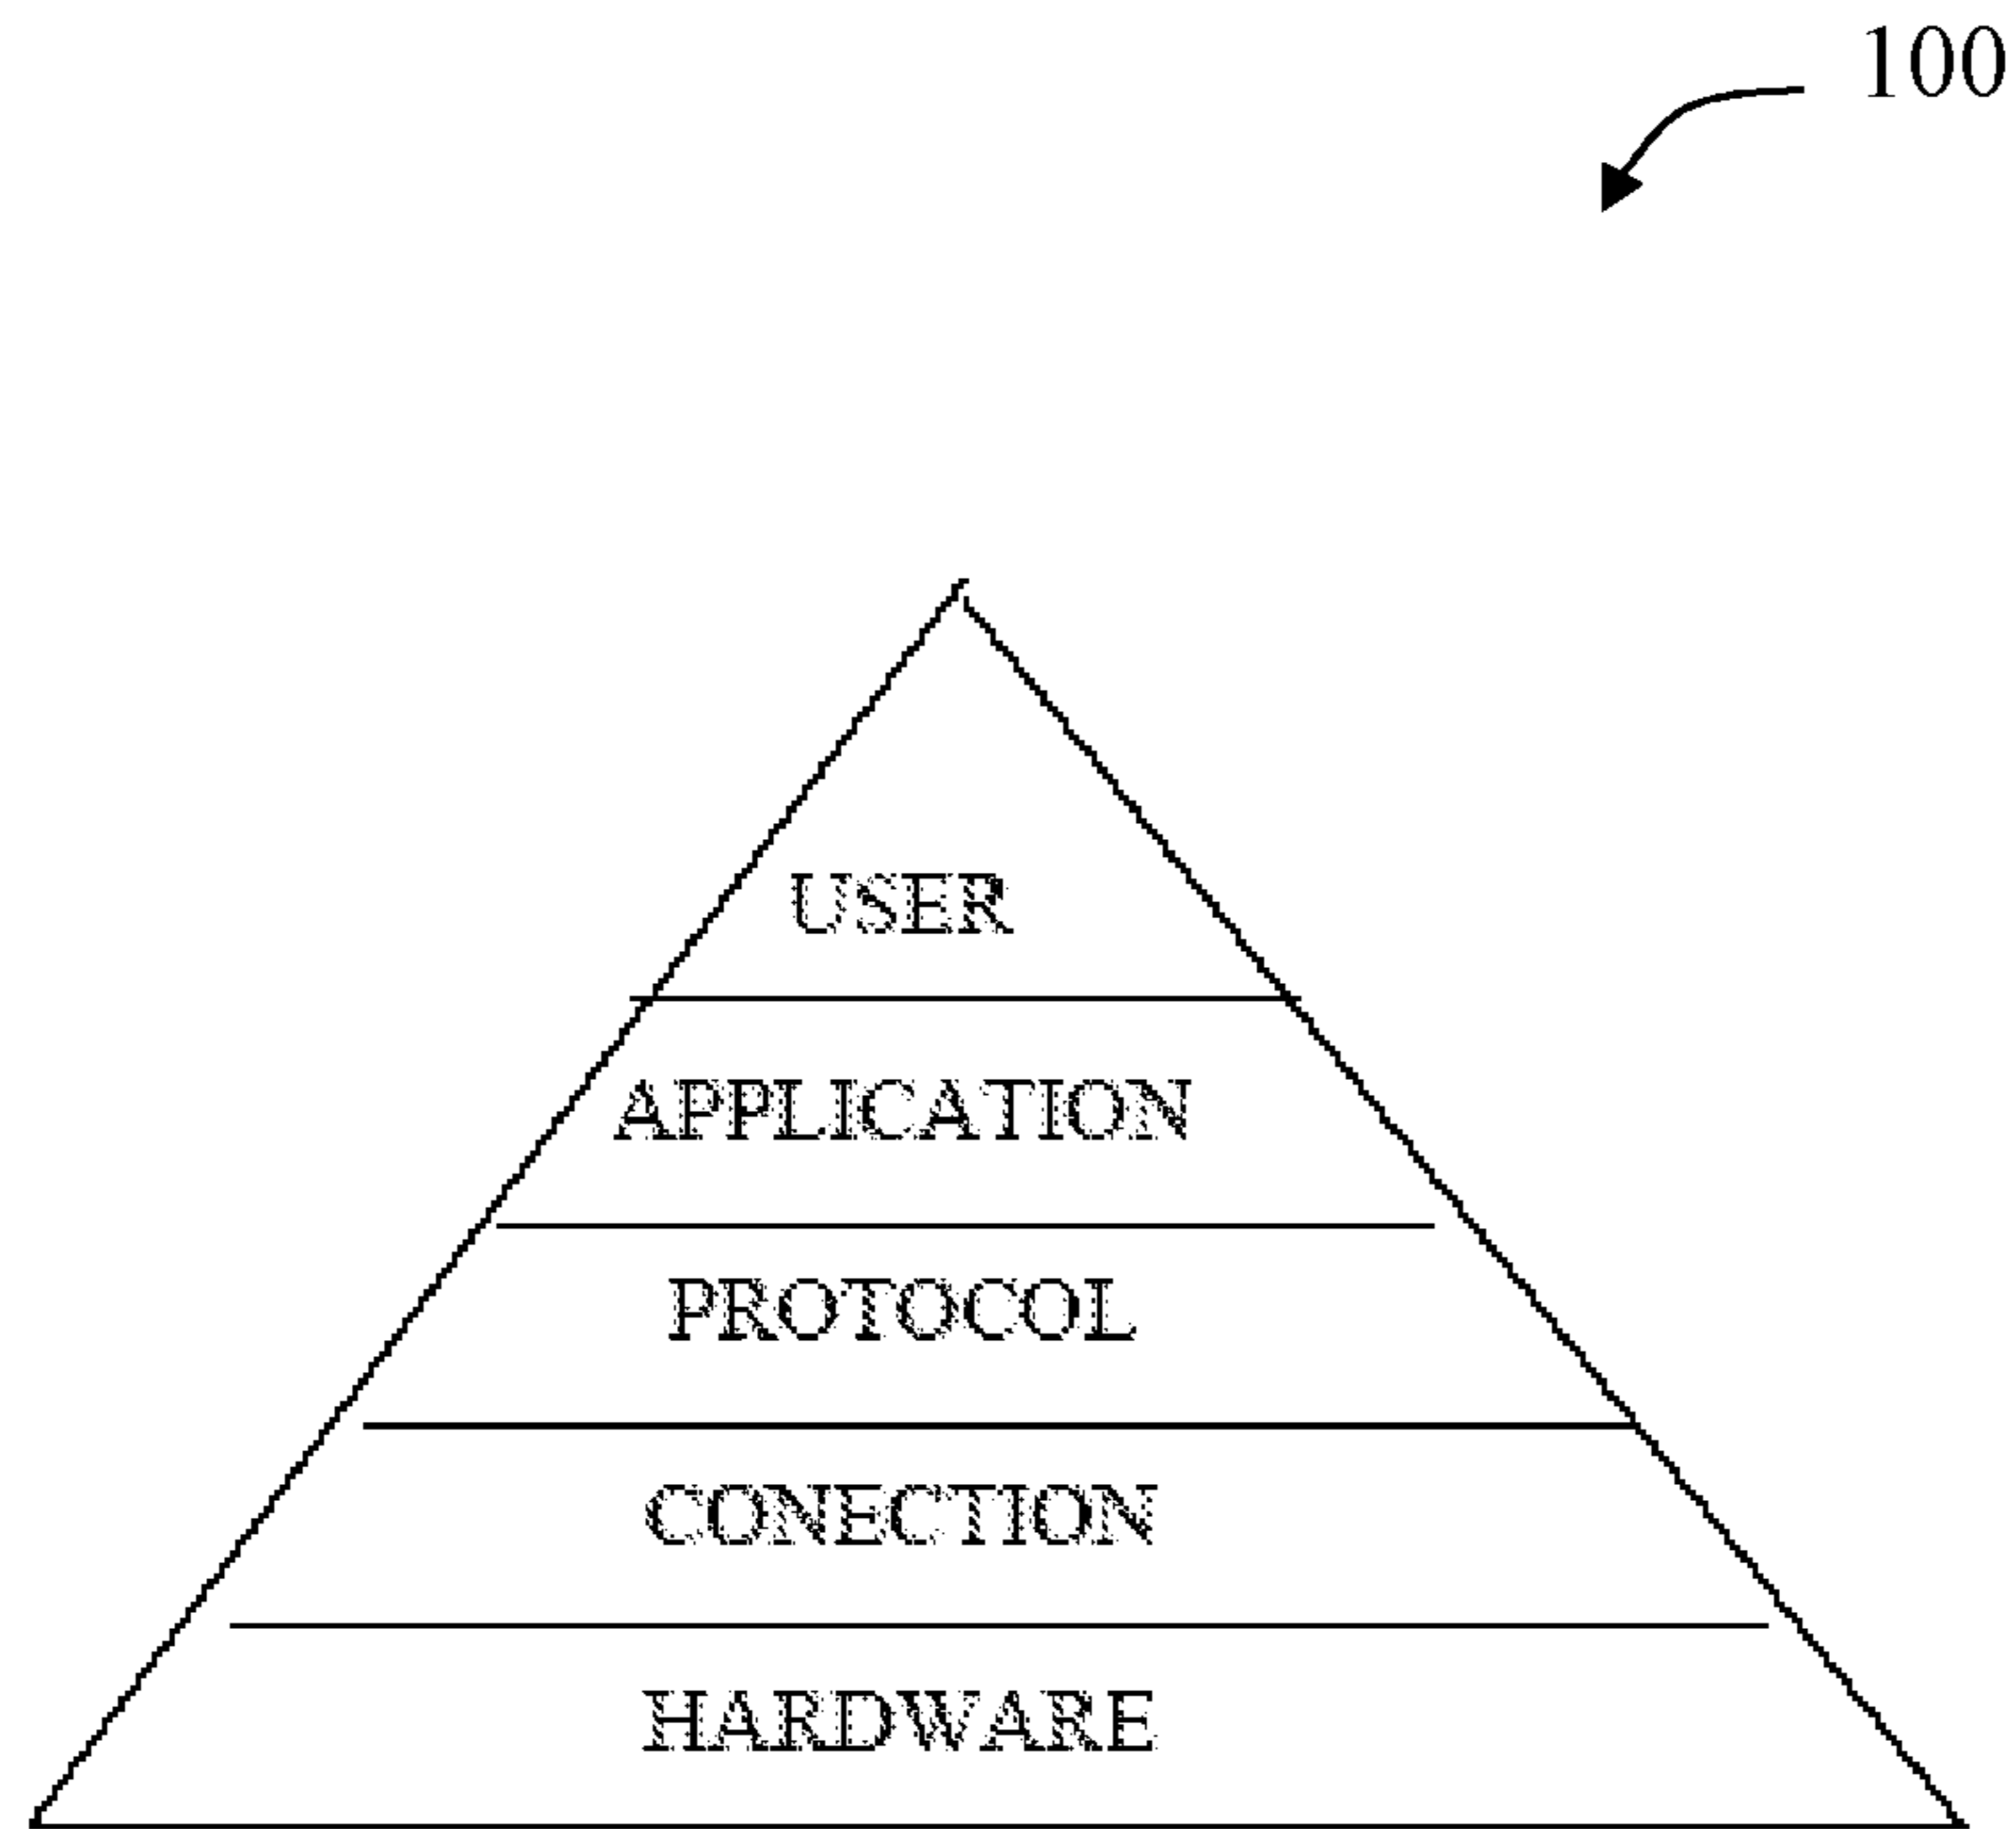 100
USER
APPLICATION
PROTOCOL
CONECTION
HARDWARE